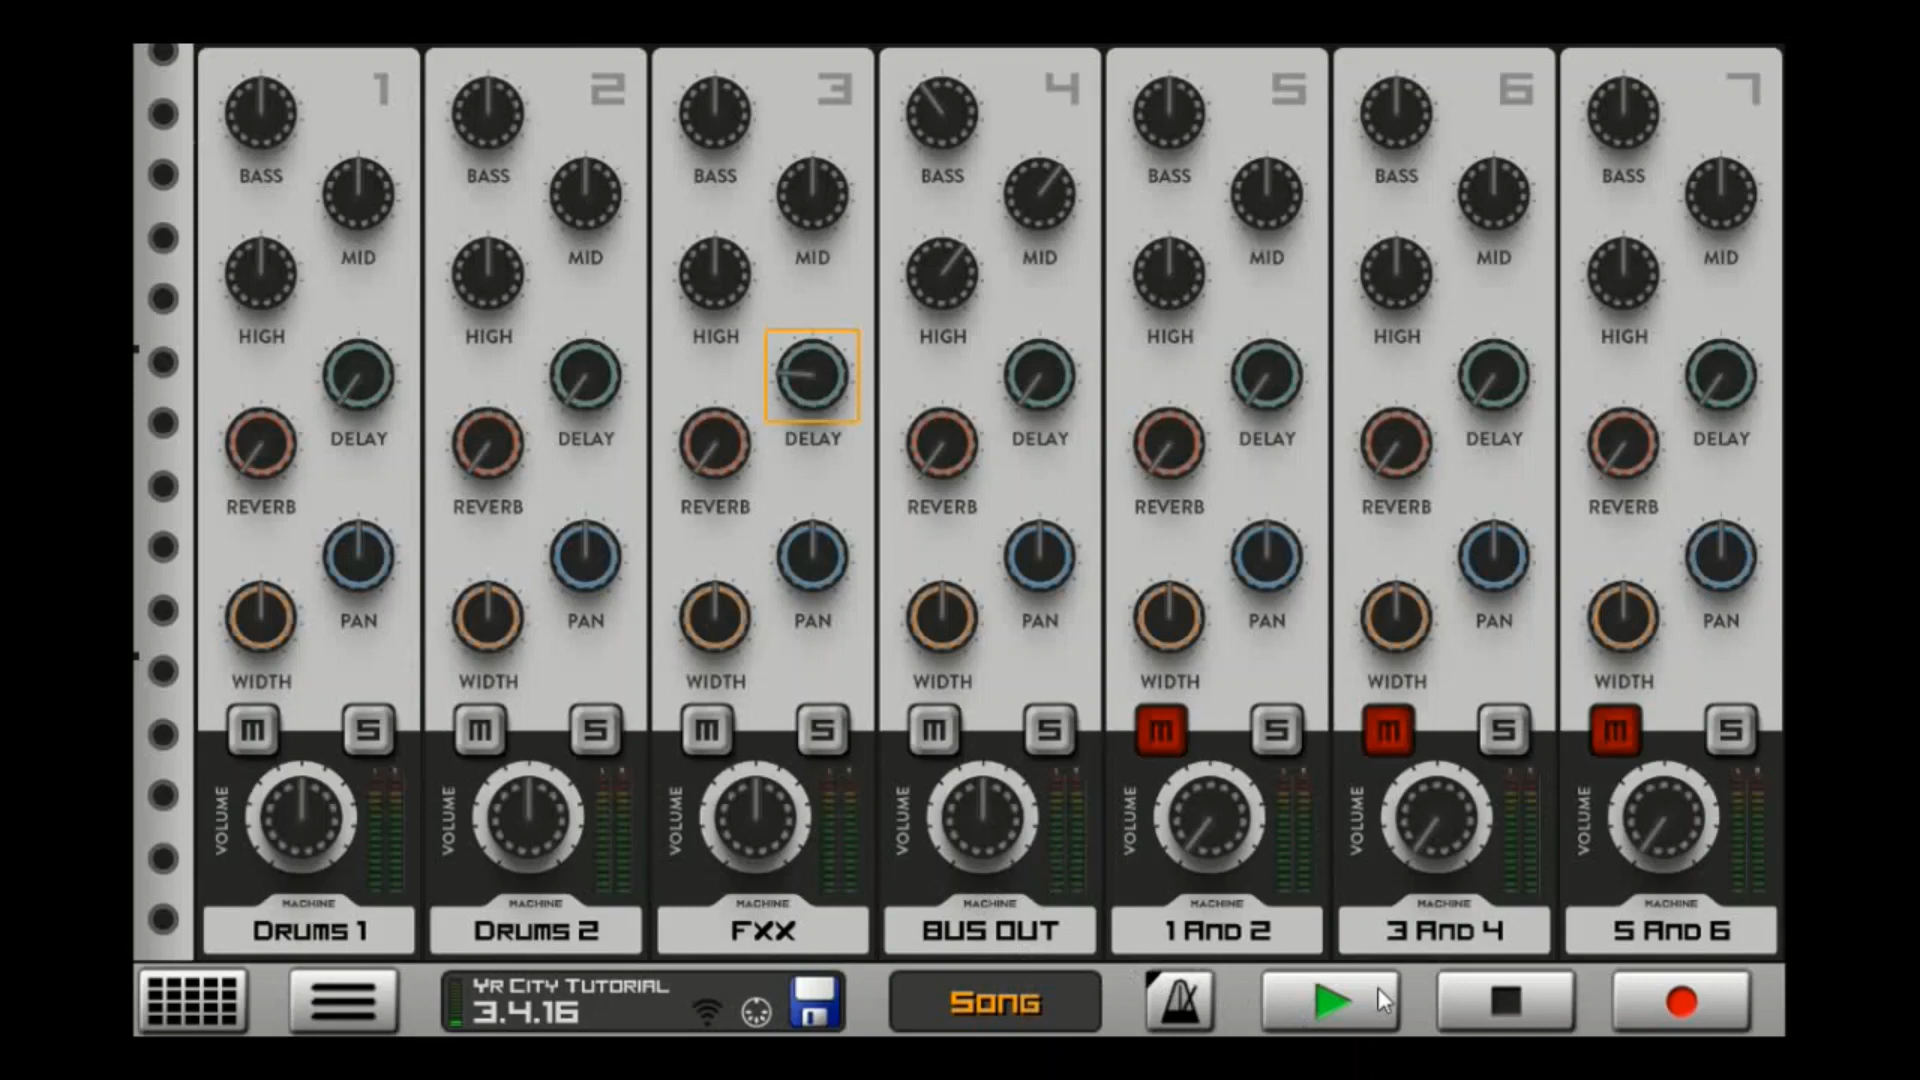 1 2 3 4 5 6 7
BASS BASS BASS BASS BASS BASS BASS
MID MID MID MID MID MID MID
HIGH HIGH HIGH HIGH HIGH HIGH HIGH
DELAY DELAY DELAY DELAY DELAY DELAY DELAY
REVERB REVERB REVERB REVERB REVERB REVERB REVERB
PAN PAN PAN PAN PAN PAN PAN
WIDTH WIDTH WIDTH WIDTH WIDTH WIDTH WIDTH
M S M S M S M S M S M S M S
VOLUME VOLUME VOLUME VOLUME VOLUME VOLUME VOLUME
MACHINE MACHINE MACHINE MACHINE MACHINE MACHINE MACHINE
Drums 1 Drums 2 FXX BUS OUT 1 And 2 3 And 4 5 And 6
Yr City Tutorial
3.4.16
Song